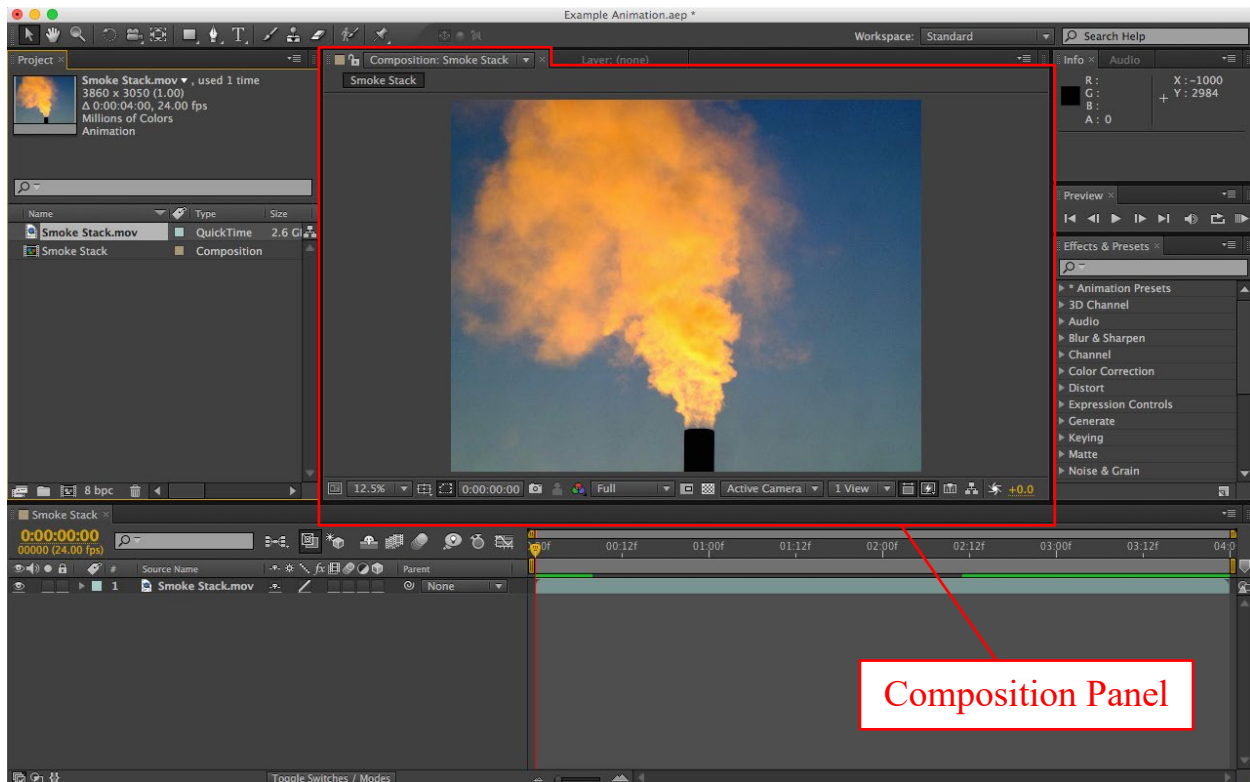 Example Animation.aep *
Workspace: Standard
Search Help
Project
Smoke Stack.mov ▾ , used 1 time
3860 x 3050 (1.00)
Δ 0:00:04:00, 24.00 fps
Millions of Colors
Animation
Name Type Size
Smoke Stack.mov QuickTime 2.6 G
Smoke Stack Composition
8 bpc
Composition: Smoke Stack
Layer: (none)
Smoke Stack
12.5% 0:00:00:00 Full Active Camera 1 View +0.0
Info Audio
R : X : -1000
G : Y : 2984
B :
A : 0
Preview
Effects & Presets
* Animation Presets
3D Channel
Audio
Blur & Sharpen
Channel
Color Correction
Distort
Expression Controls
Generate
Keying
Matte
Noise & Grain
Smoke Stack
0:00:00:00
00000 (24.00 fps)
00:12f 01:00f 01:12f 02:00f 02:12f 03:00f 03:12f 04:0
# Source Name Parent
1 Smoke Stack.mov None
Composition Panel
Toggle Switches / Modes